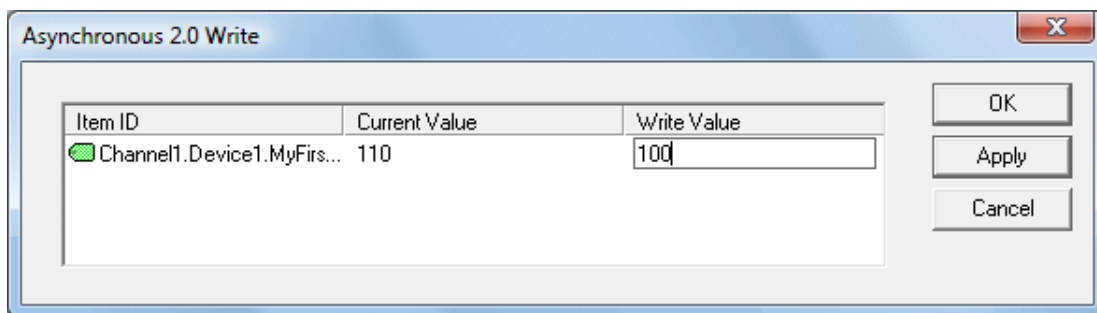 Asynchronous 2.0 Write
Item ID Current Value Write Value
Channel1.Device1.MyFirs... 110 100
OK
Apply
Cancel